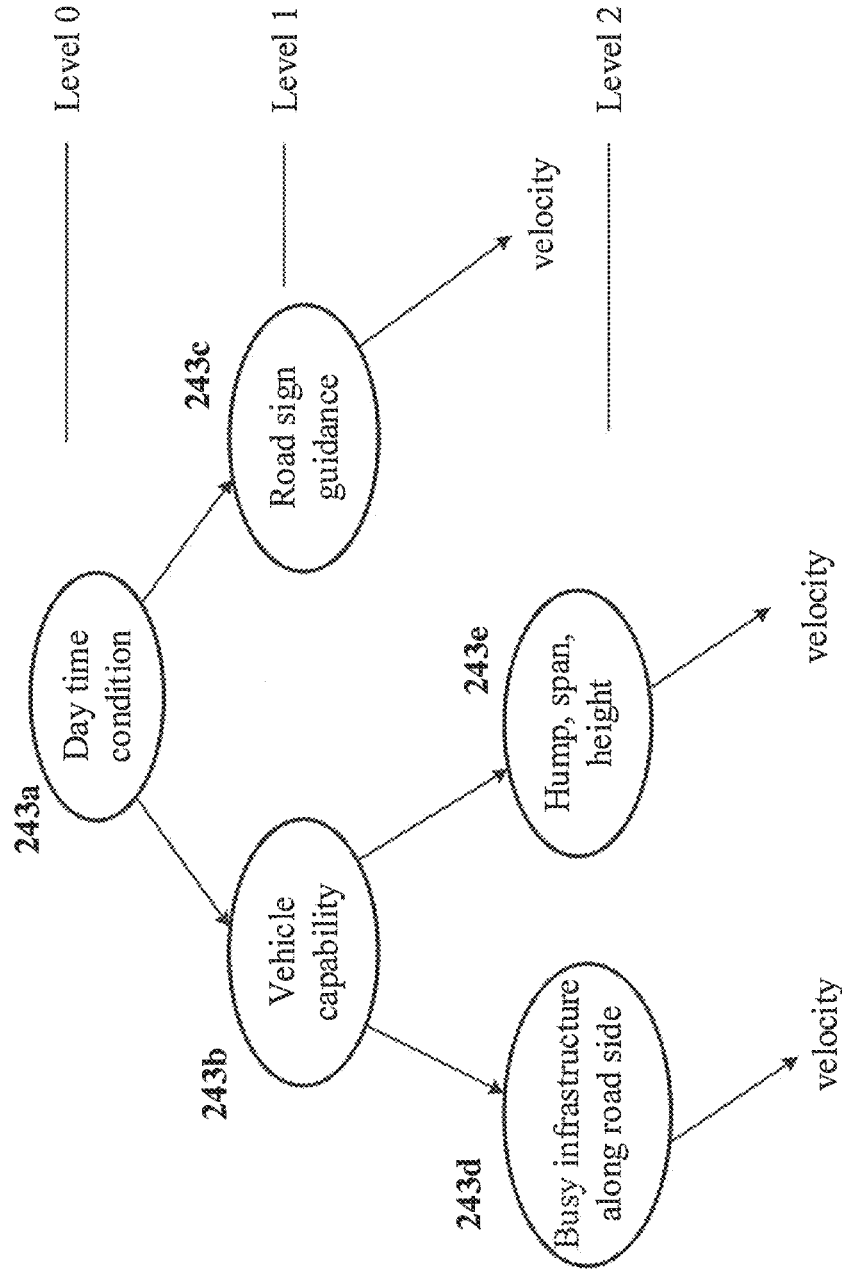 243a
Day time
condition
Level 0
243b
Vehicle
capability
243c
Road sign
guidance
Level 1
velocity
243d
Busy infrastructure
along road side
243e
Hump, span,
height
Level 2
velocity
velocity